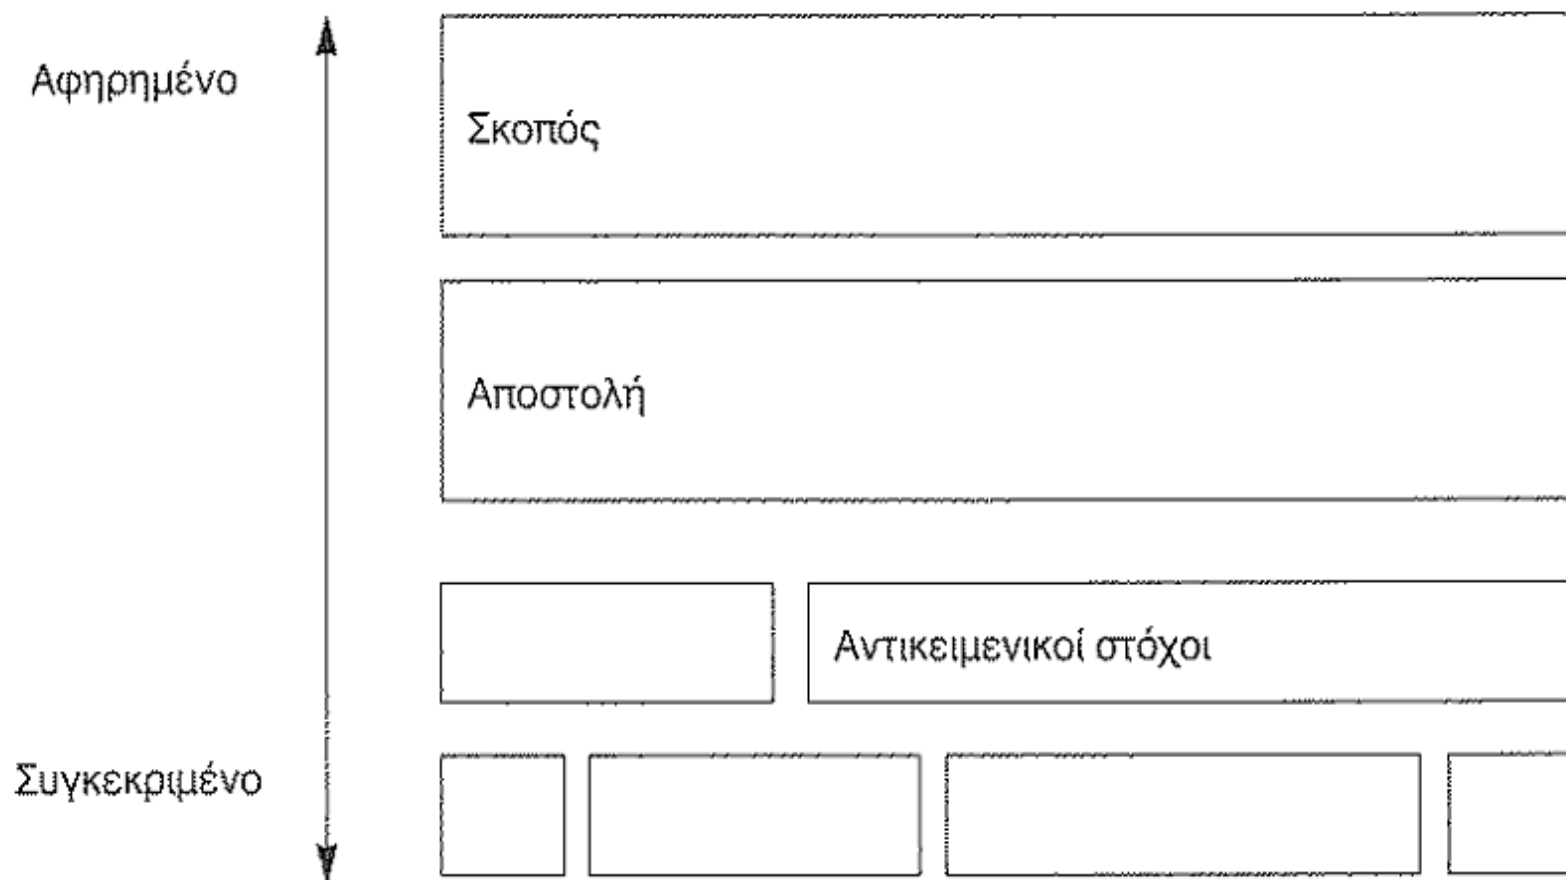 Αφηρημένο
Σκοπός
Αποστολή
Αντικειμενικοί στόχοι
Συγκεκριμένο